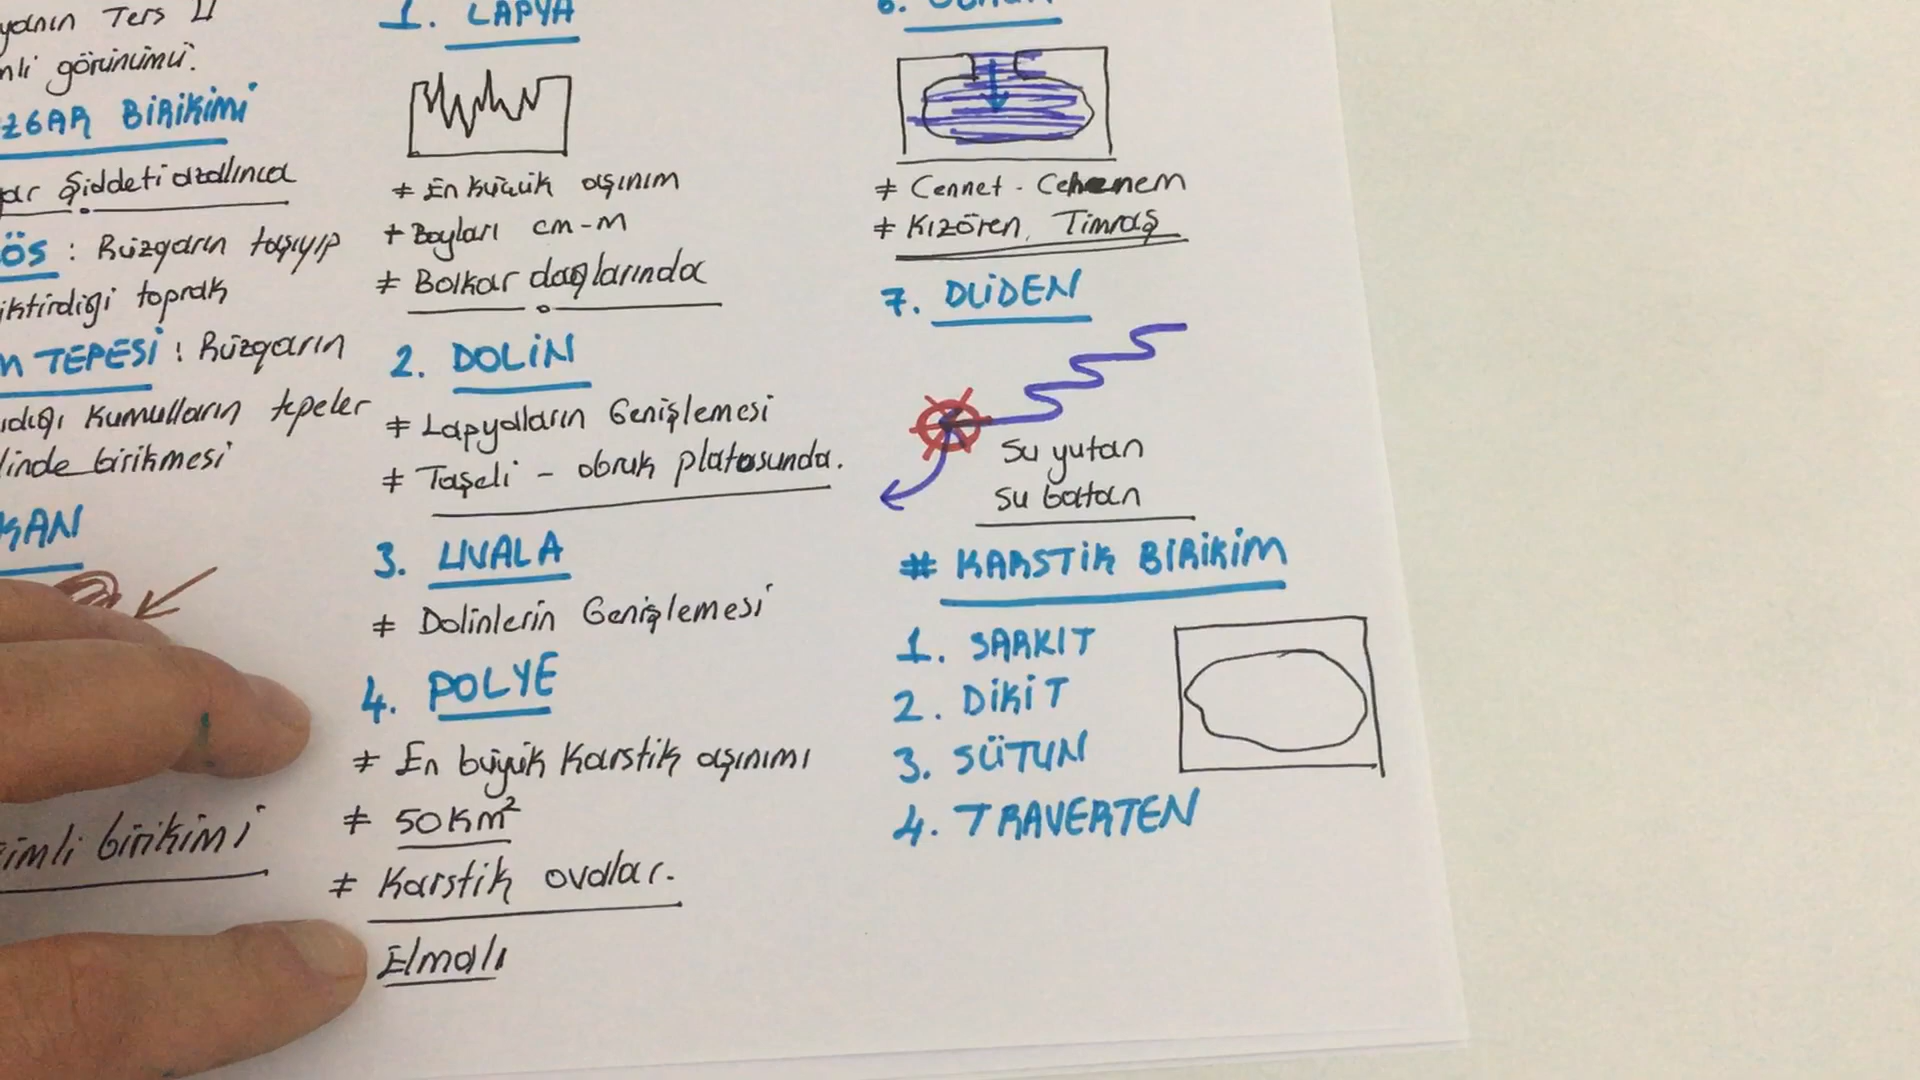 Ters U
görünümü.
BİRİKİMİ
Şiddeti azalınca
: Rüzgarın taşıyıp
toprak
TEPESİ : Rüzgarın
Kumulların tepeler
birikmesi
birikimi
1. LAPYA
≠ En küçük aşınım
+ Boyları cm-m
≠ Bolkar dağlarında
2. DOLİN
≠ Lapyaların Genişlemesi
≠ Taşeli - obruk platosunda.
3. UVALA
≠ Dolinlerin Genişlemesi
4. POLYE
≠ En büyük Karstik aşınımı
≠ 50 Km²
≠ Karstik ovalar.
Elmalı
≠ Cennet - Cehenem
≠ Kızören, Timraş
7. DÜDEN
Su yutan
Su batan
# KARSTİK BİRİKİM
1. SARKIT
2. DİKİT
3. SÜTUN
4. TRAVERTEN